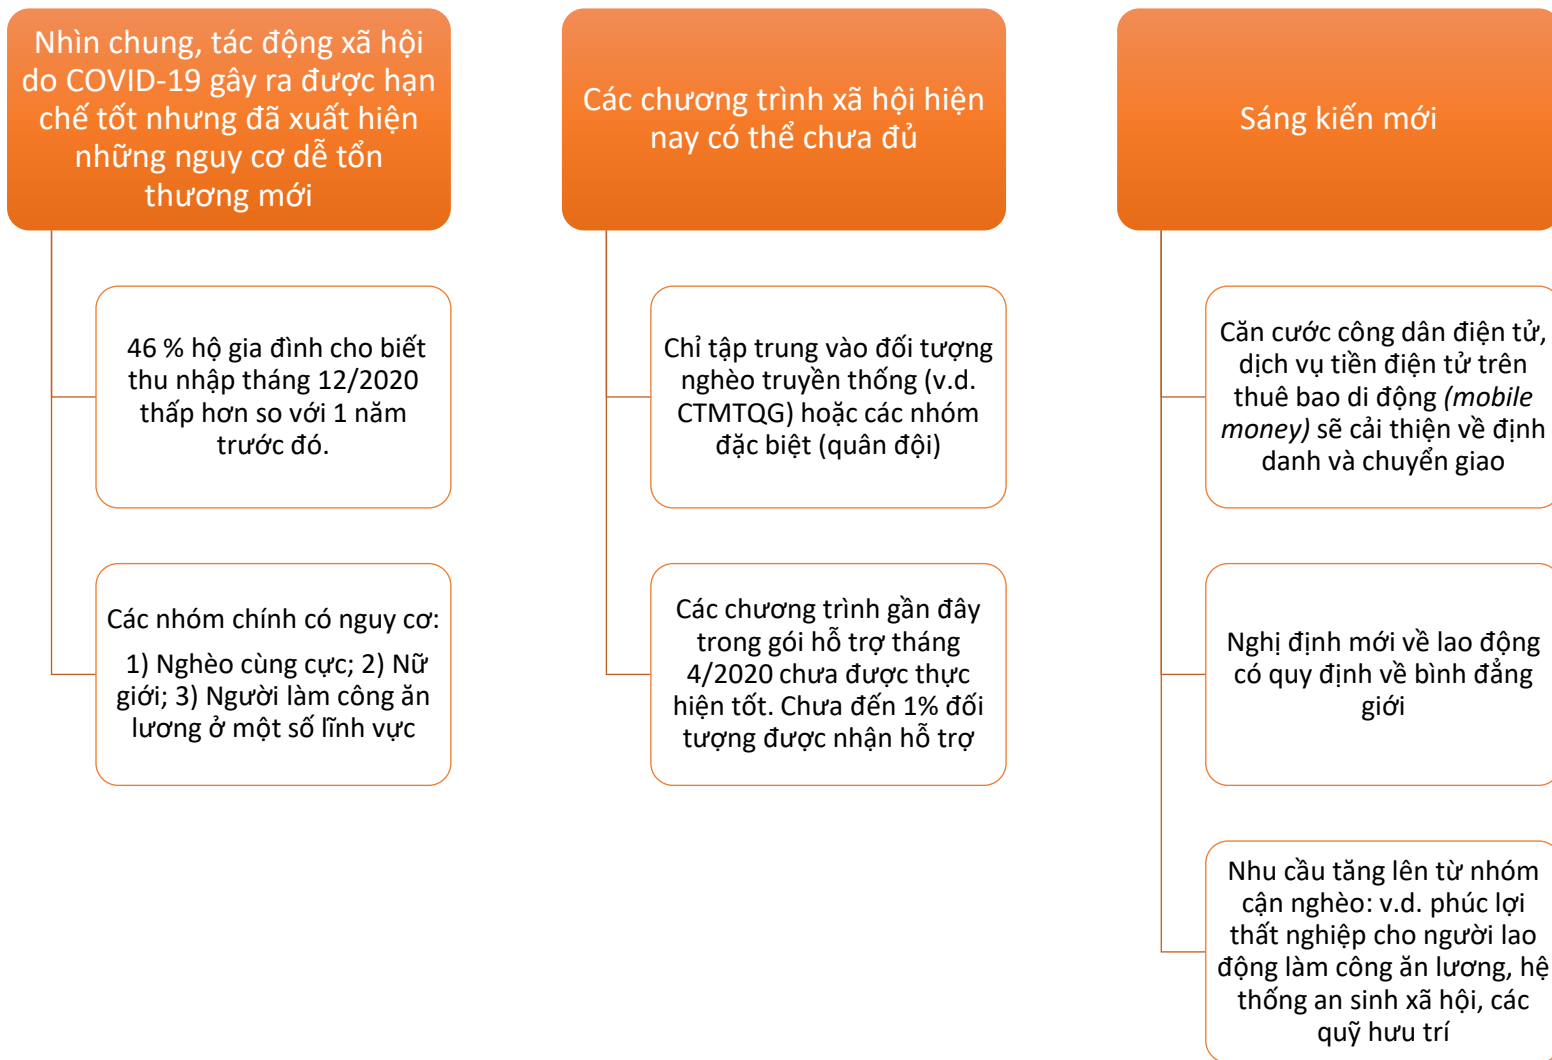 Nhìn chung, tác động xã hội
do COVID-19 gây ra được hạn
chế tốt nhưng đã xuất hiện
những nguy cơ dễ tổn
thương mới
46 % hộ gia đình cho biết
thu nhập tháng 12/2020
thấp hơn so với 1 năm
trước đó.
Các nhóm chính có nguy cơ:
1) Nghèo cùng cực; 2) Nữ
giới; 3) Người làm công ăn
lương ở một số lĩnh vực
Các chương trình xã hội hiện
nay có thể chưa đủ
Chỉ tập trung vào đối tượng
nghèo truyền thống (v.d.
CTMTQG) hoặc các nhóm
đặc biệt (quân đội)
Các chương trình gần đây
trong gói hỗ trợ tháng
4/2020 chưa được thực
hiện tốt. Chưa đến 1% đối
tượng được nhận hỗ trợ
Sáng kiến mới
Căn cước công dân điện tử,
dịch vụ tiền điện tử trên
thuê bao di động (mobile
money) sẽ cải thiện về định
danh và chuyển giao
Nghị định mới về lao động
có quy định về bình đẳng
giới
Nhu cầu tăng lên từ nhóm
cận nghèo: v.d. phúc lợi
thất nghiệp cho người lao
động làm công ăn lương, hệ
thống an sinh xã hội, các
quỹ hưu trí